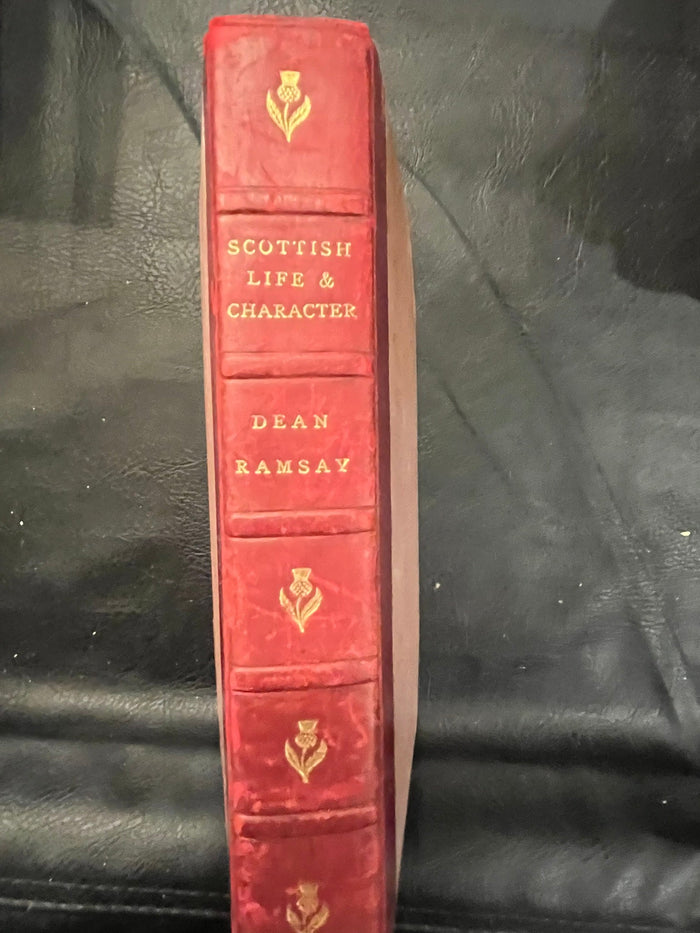 SCOTTISH
LIFE &
CHARACTER
DEAN
RAMSAY